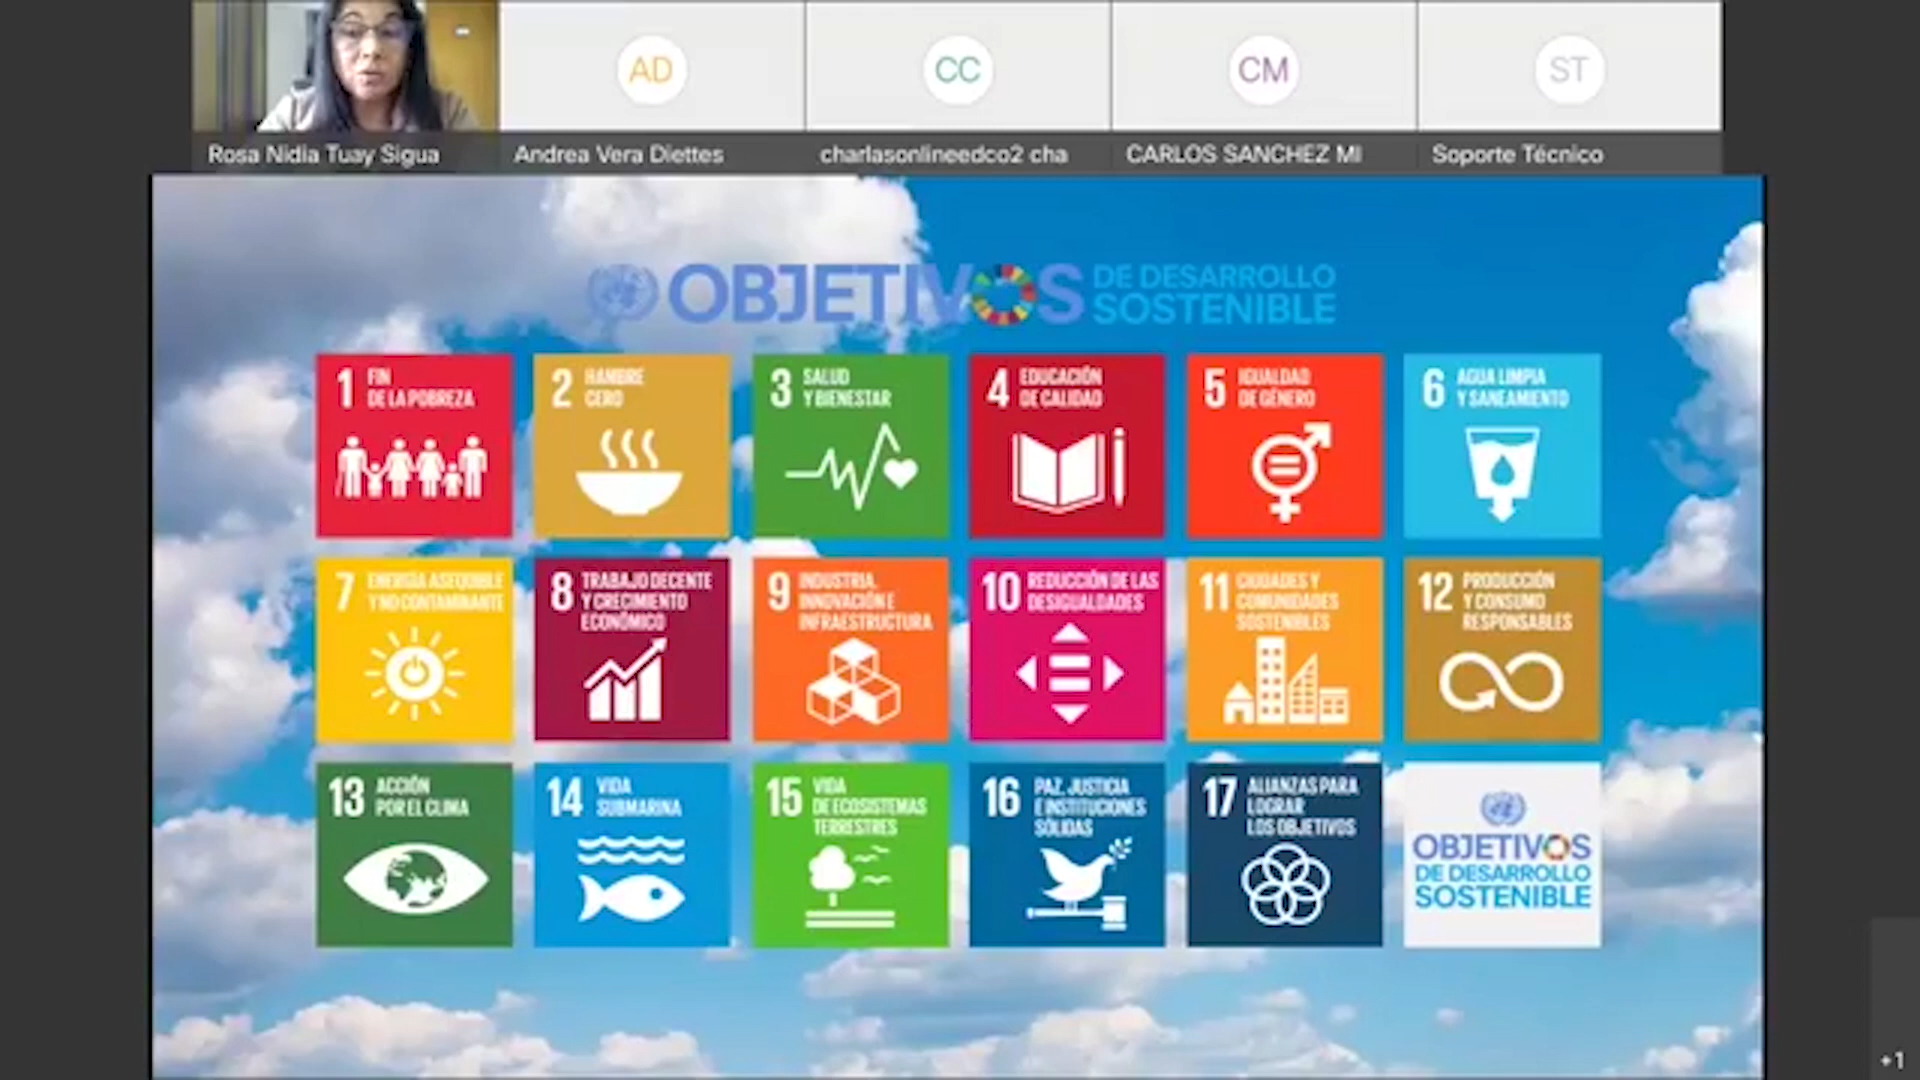 AD
CC
CM
ST
Rosa Nidia Tuay Sigua
Andrea Vera Diettes
charlasonlineedco2 cha
CARLOS SANCHEZ MI
Soporte Técnico
OBJETIVOS
DE DESARROLLO
SOSTENIBLE
1 FIN
DE LA POBREZA
2 HAMBRE
CERO
3 SALUD
Y BIENESTAR
4 EDUCACIÓN
DE CALIDAD
5 IGUALDAD
DE GÉNERO
6 AGUA LIMPIA
Y SANEAMIENTO
7 ENERGÍA ASEQUIBLE
Y NO CONTAMINANTE
8 TRABAJO DECENTE
Y CRECIMIENTO
ECONÓMICO
9 INDUSTRIA,
INNOVACIÓN E
INFRAESTRUCTURA
10 REDUCCIÓN DE LAS
DESIGUALDADES
11 CIUDADES Y
COMUNIDADES
SOSTENIBLES
12 PRODUCCIÓN
Y CONSUMO
RESPONSABLES
13 ACCIÓN
POR EL CLIMA
14 VIDA
SUBMARINA
15 VIDA
DE ECOSISTEMAS
TERRESTRES
16 PAZ, JUSTICIA
E INSTITUCIONES
SÓLIDAS
17 ALIANZAS PARA
LOGRAR
LOS OBJETIVOS
OBJETIVOS
DE DESARROLLO
SOSTENIBLE
+1